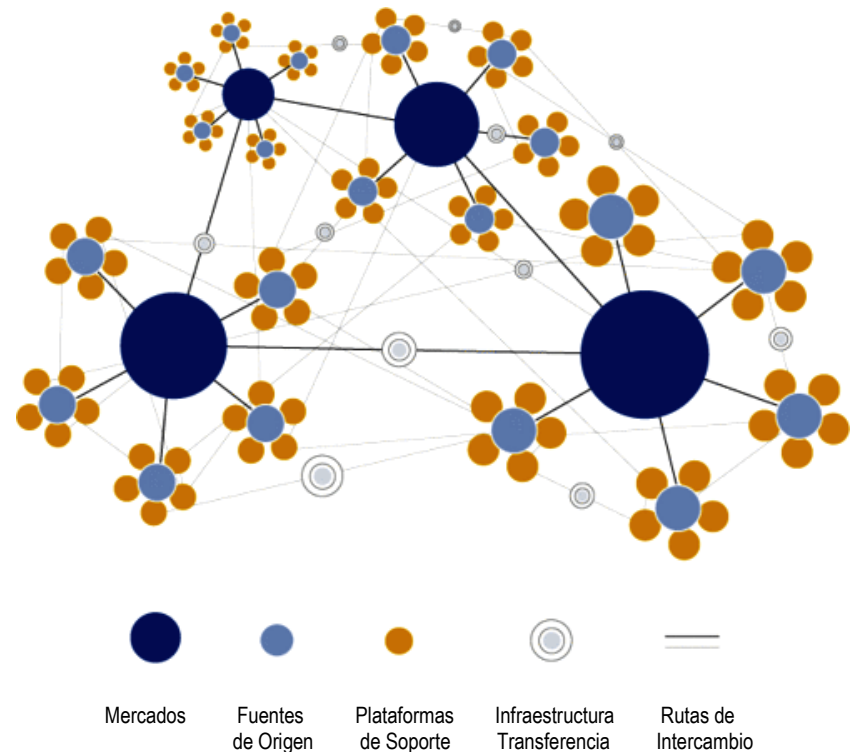 Mercados
Fuentes
de Origen
Plataformas
de Soporte
Infraestructura
Transferencia
Rutas de
Intercambio